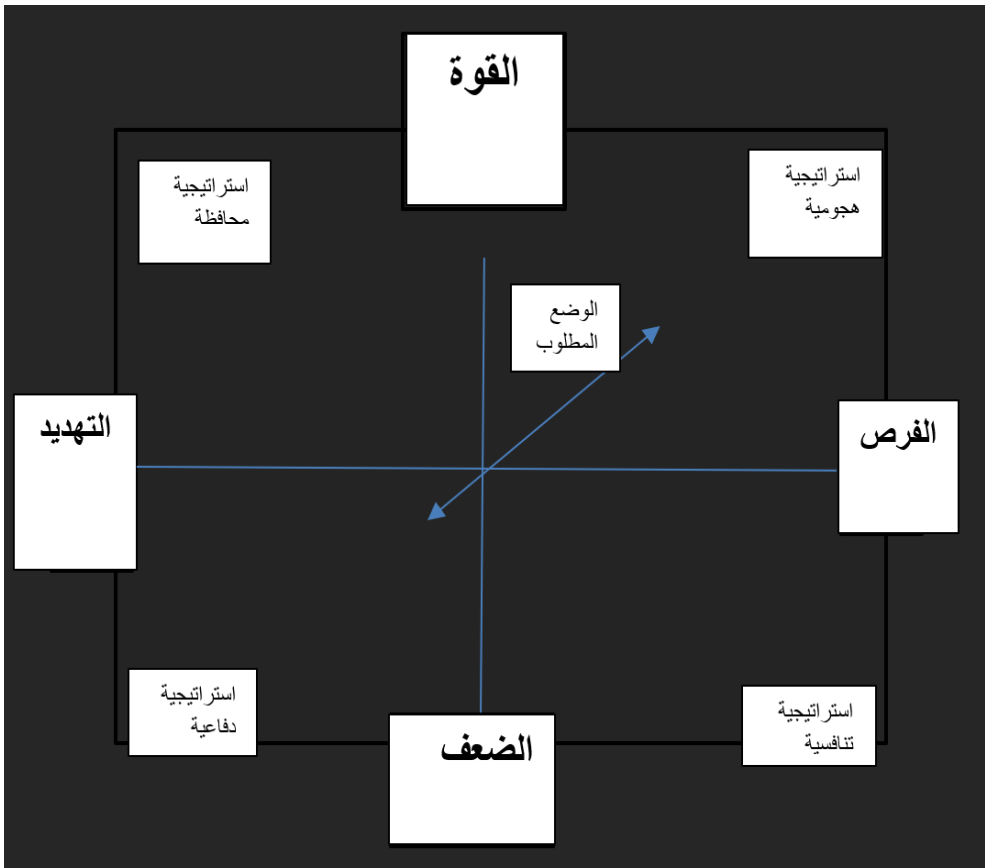 القوة
استراتيجية
هجومية
استراتيجية
محافظة
الوضع
المطلوب
الفرص
التهديد
استراتيجية
تنافسية
استراتيجية
دفاعية
الضعف